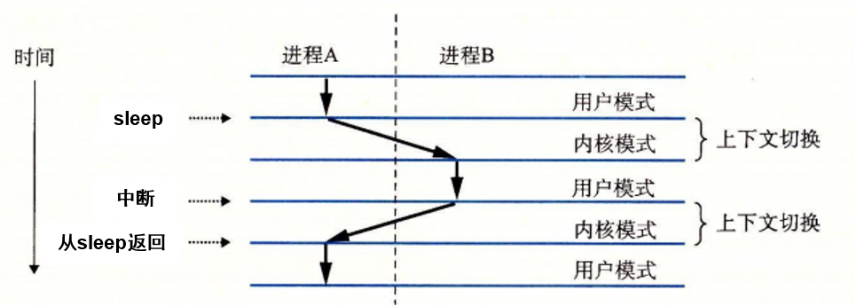 时间
进程A
进程B
用户模式
sleep
内核模式
上下文切换
用户模式
中断
内核模式
上下文切换
从sleep返回
用户模式